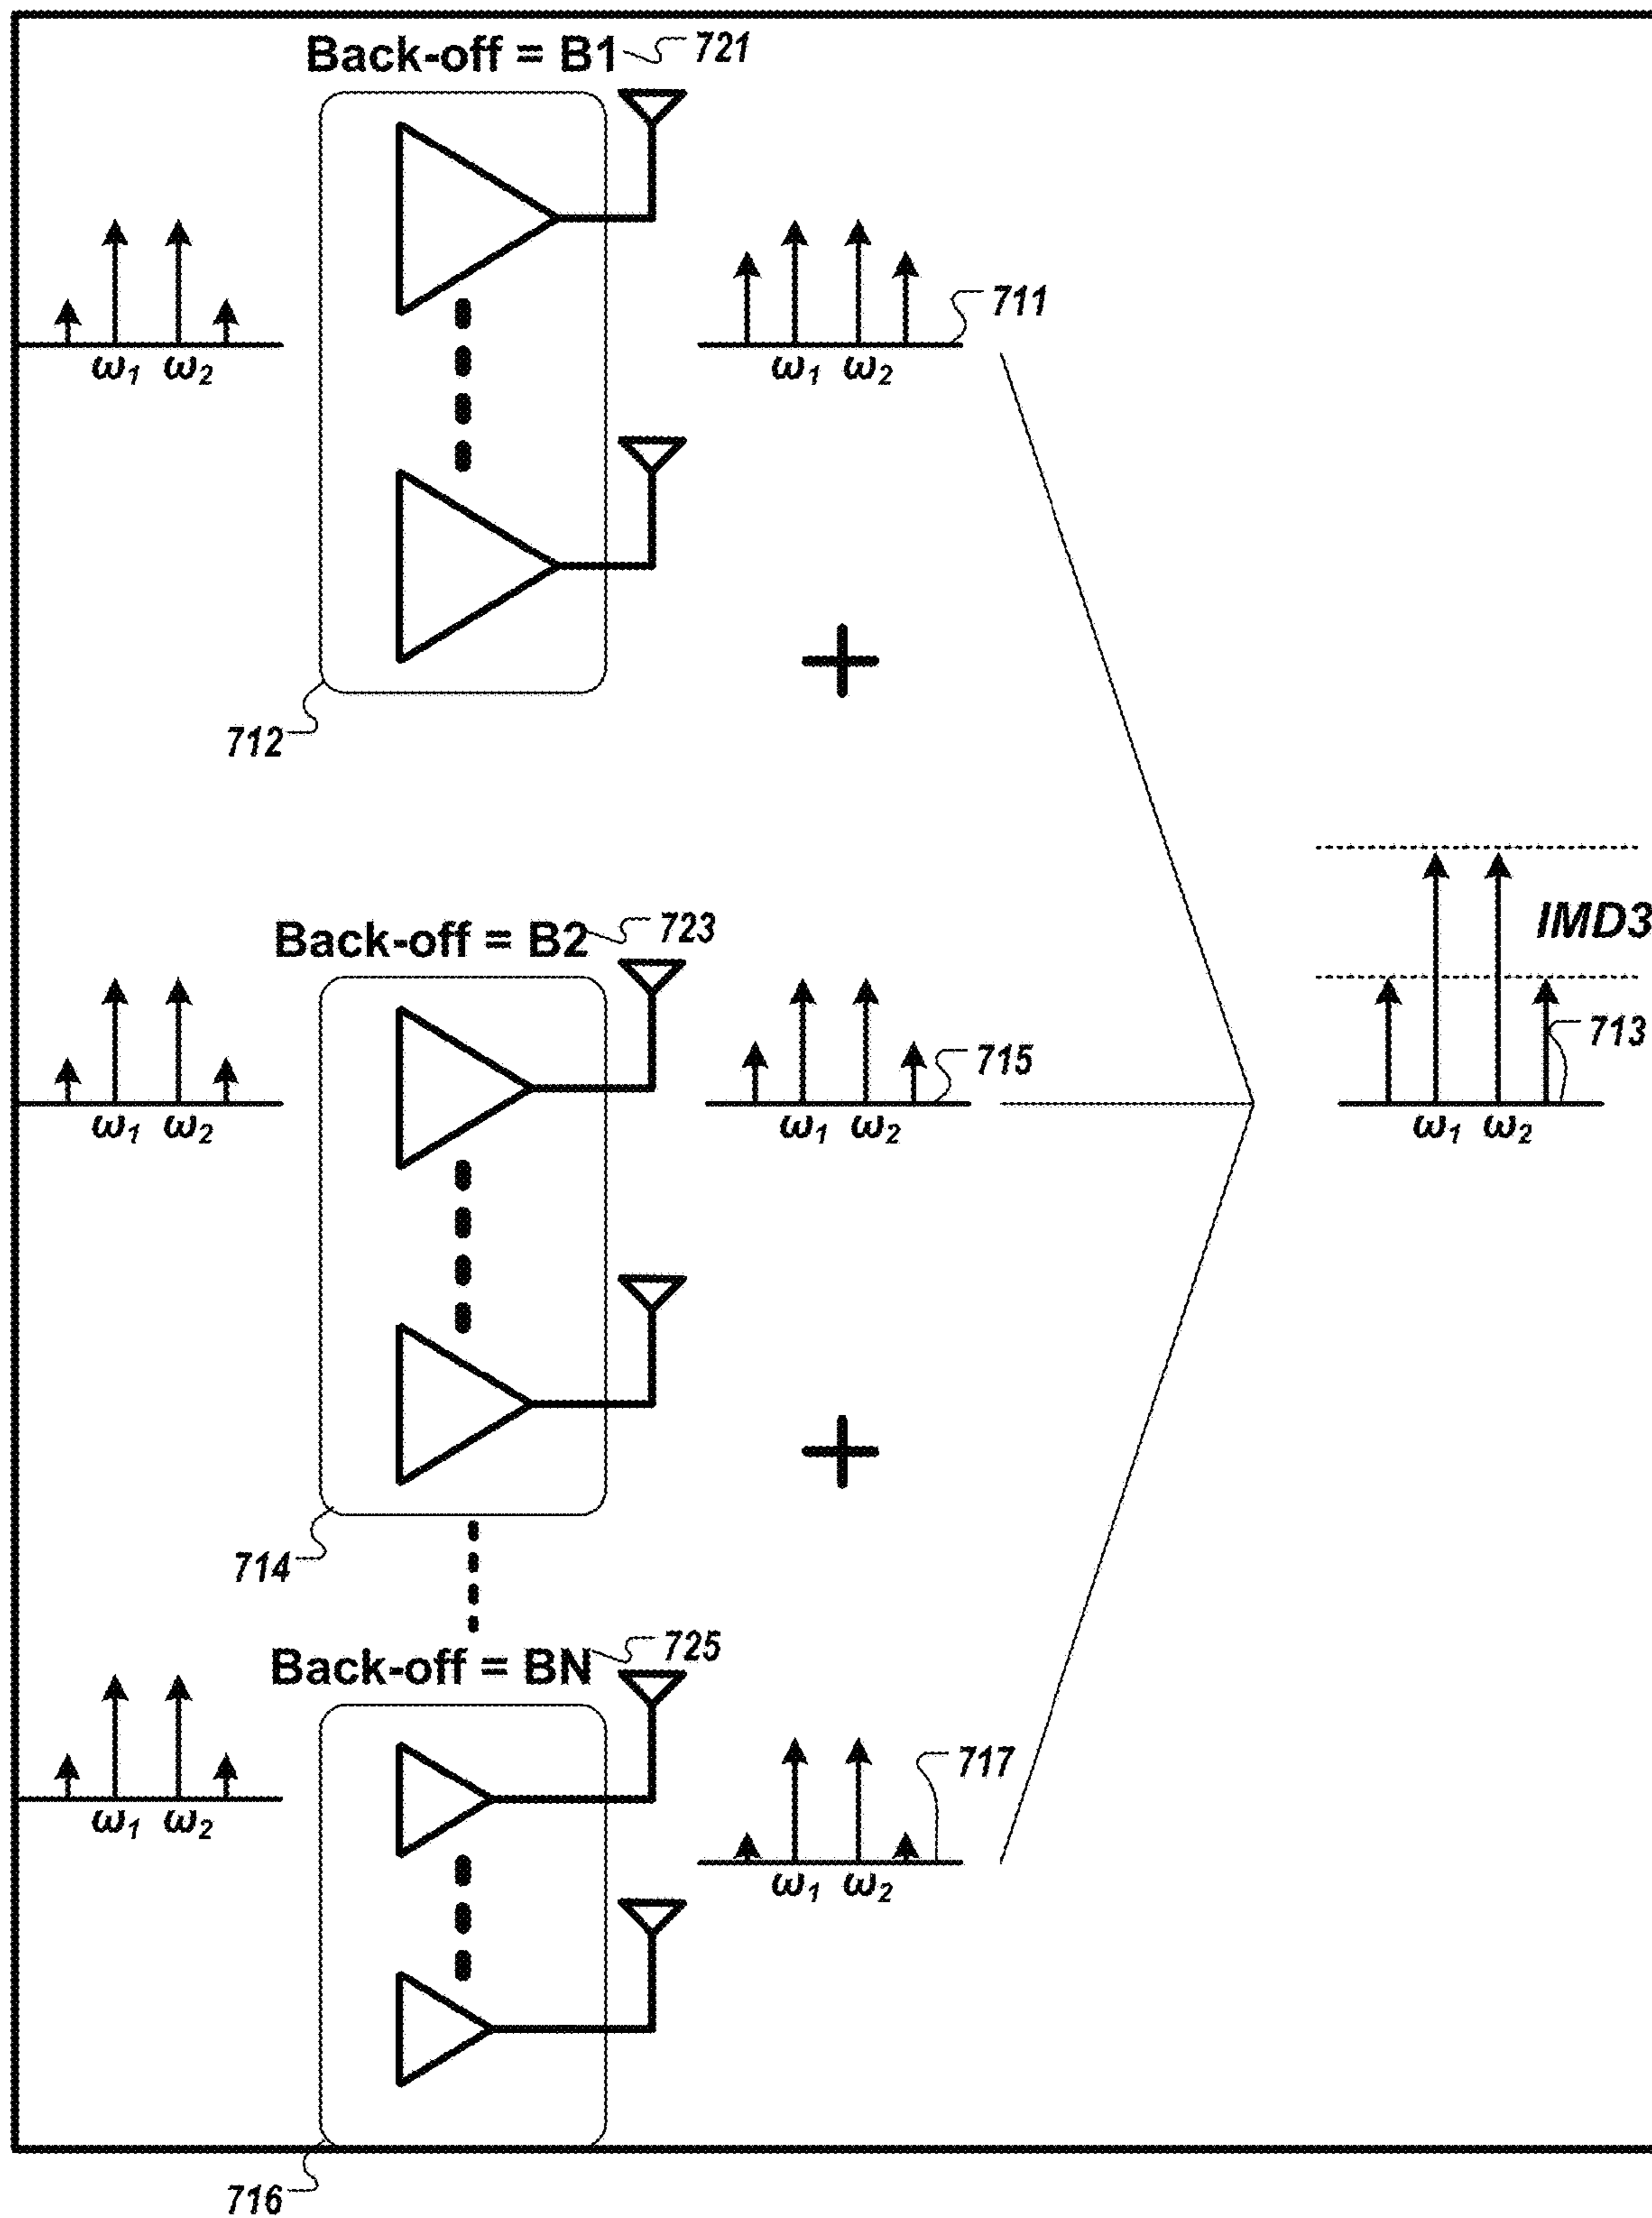 Back-off = B1
721
ω1 ω2
ω1 ω2
711
712
Back-off = B2
723
ω1 ω2
ω1 ω2
715
IMD3
713
ω1 ω2
714
Back-off = BN
725
ω1 ω2
ω1 ω2
717
716